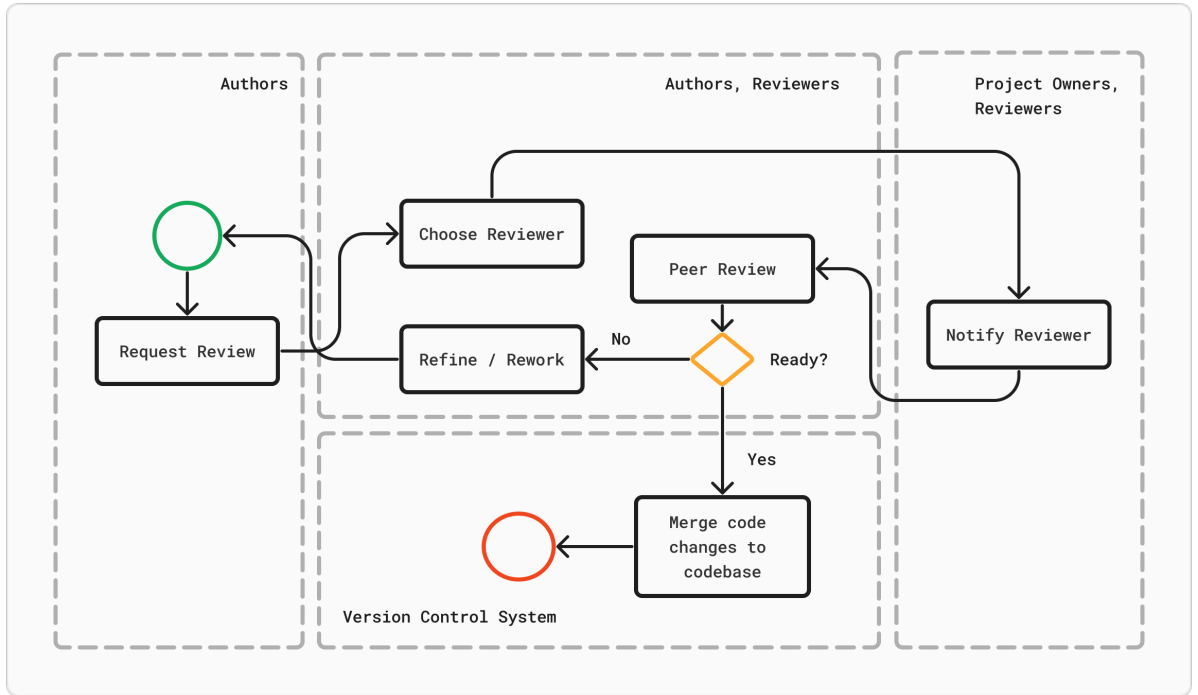 Authors
Authors, Reviewers
Project Owners,
Reviewers
Choose Reviewer
Peer Review
Notify Reviewer
Request Review
Refine / Rework
No
Ready?
Yes
Merge code
changes to
codebase
Version Control System